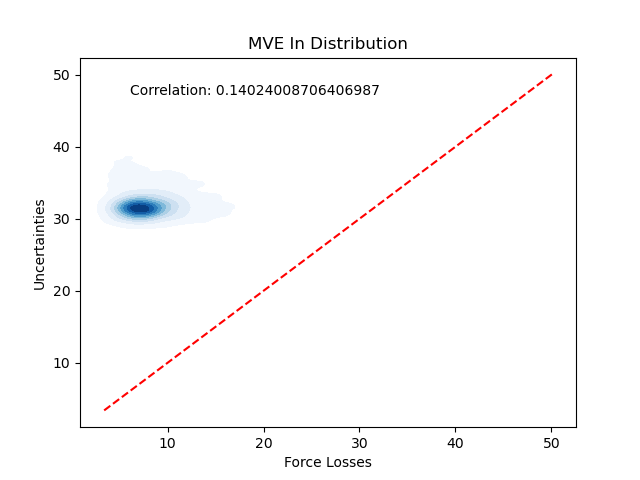 MVE In Distribution
Correlation: 0.14024008706406987
50
40
30
20
10
Uncertainties
10 20 30 40 50
Force Losses